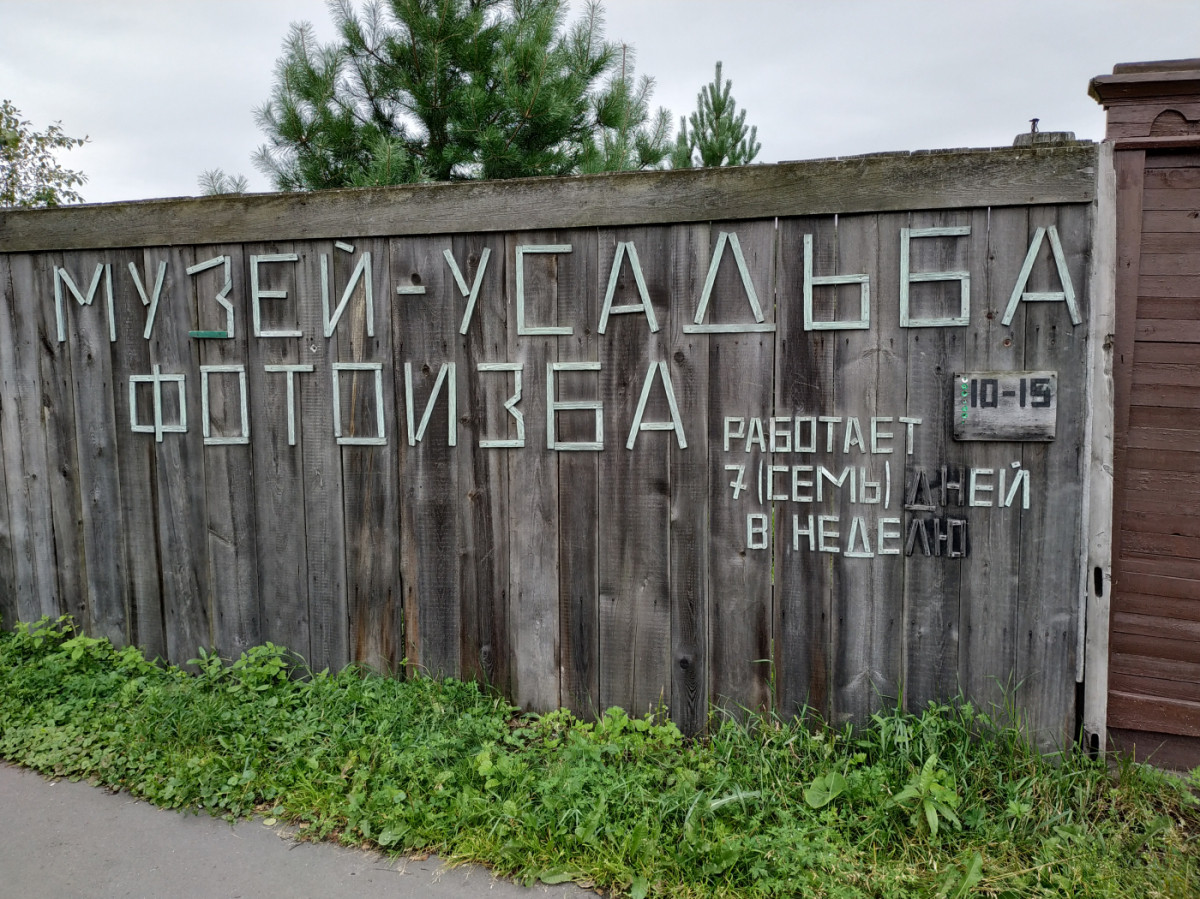 МУЗЕЙ-УСАДЬБА
ФОТОИЗБА
10-15
РАБОТАЕТ
7 (СЕМЬ) ДНЕЙ
В НЕДЕЛЮ